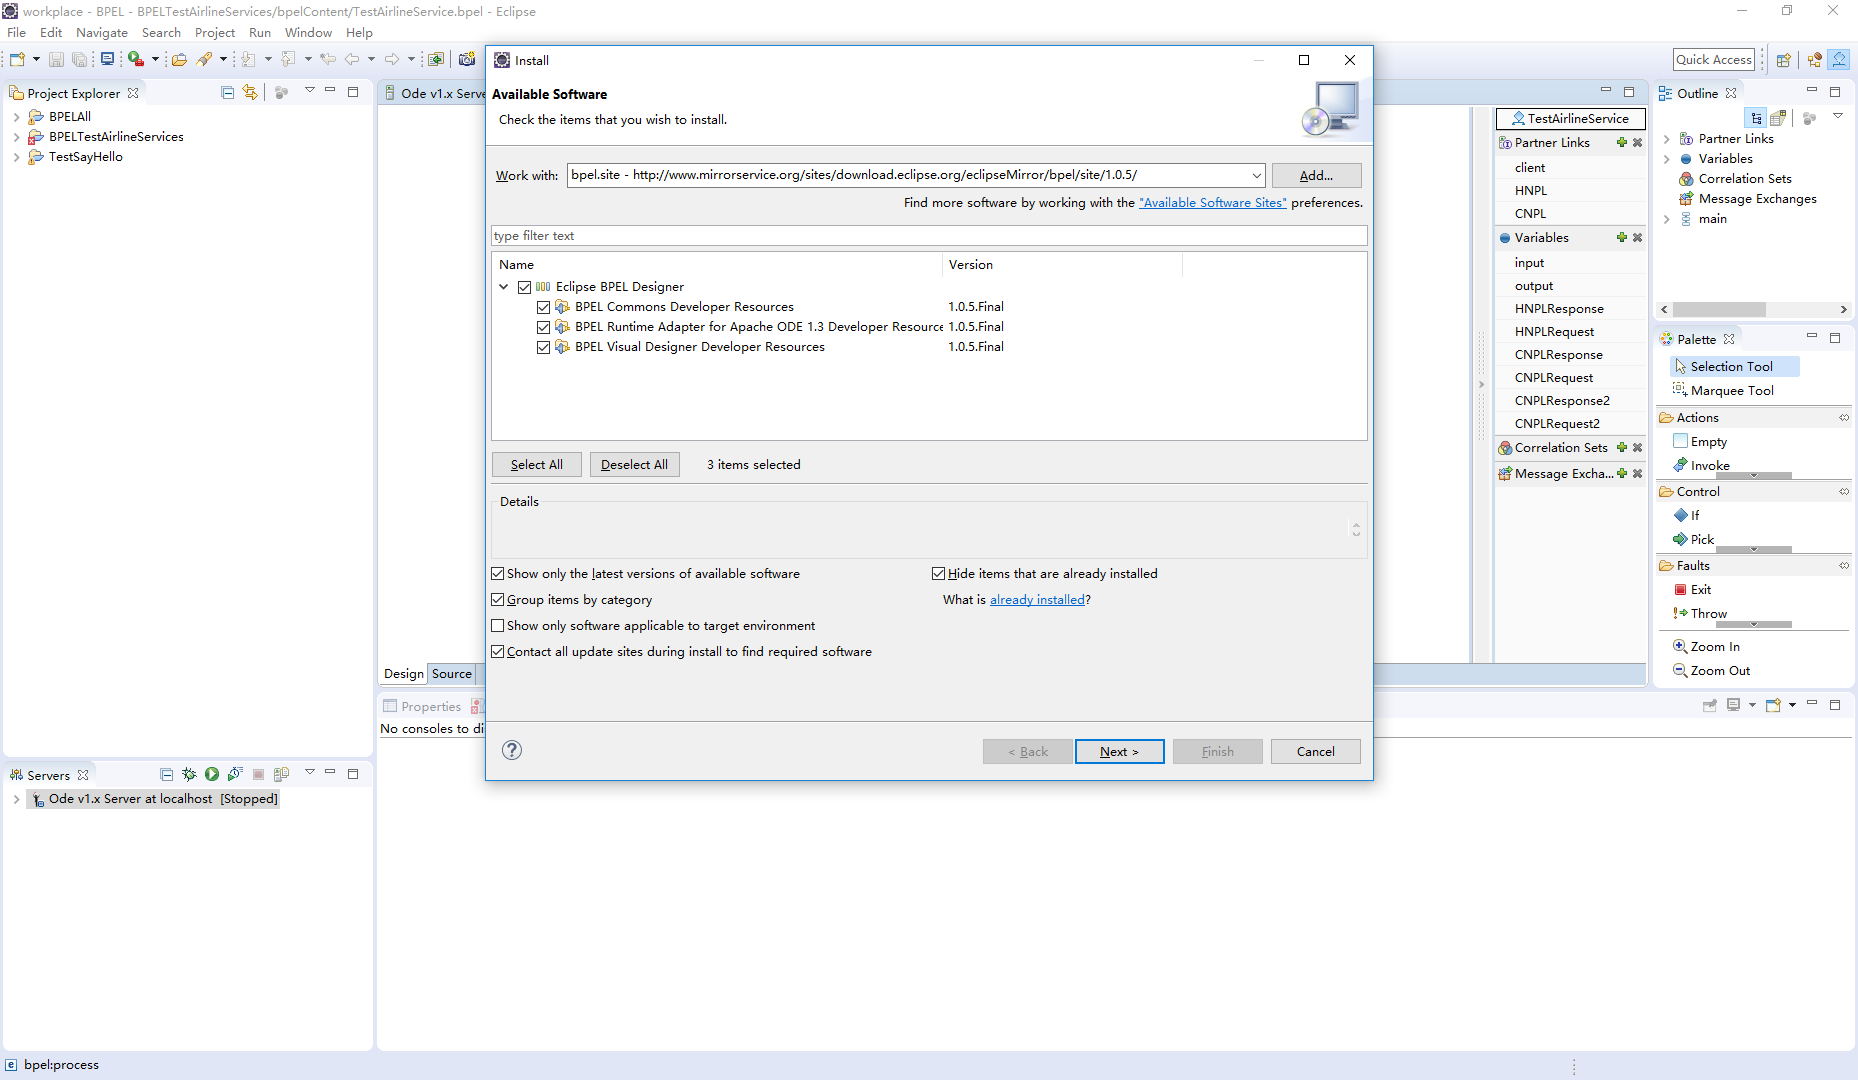 workplace - BPEL - BPELTestAirlineServices/bpelContent/TestAirlineService.bpel - Eclipse
File Edit Navigate Search Project Run Window Help
Quick Access
Project Explorer
BPELAll
BPELTestAirlineServices
TestSayHello
Servers
Ode v1.x Server at localhost [Stopped]
Ode v1.x Serve
Design Source
Properties
No consoles to di
Install
Available Software
Check the items that you wish to install.
Work with: bpel.site - http://www.mirrorservice.org/sites/download.eclipse.org/eclipseMirror/bpel/site/1.0.5/ Add...
Find more software by working with the "Available Software Sites" preferences.
type filter text
Name Version
Eclipse BPEL Designer
BPEL Commons Developer Resources 1.0.5.Final
BPEL Runtime Adapter for Apache ODE 1.3 Developer Resource 1.0.5.Final
BPEL Visual Designer Developer Resources 1.0.5.Final
Select All Deselect All 3 items selected
Details
Show only the latest versions of available software Hide items that are already installed
Group items by category What is already installed?
Show only software applicable to target environment
Contact all update sites during install to find required software
< Back Next > Finish Cancel
TestAirlineService
Partner Links
client
HNPL
CNPL
Variables
input
output
HNPLResponse
HNPLRequest
CNPLResponse
CNPLRequest
CNPLResponse2
CNPLRequest2
Correlation Sets
Message Excha...
Outline
Partner Links
Variables
Correlation Sets
Message Exchanges
main
Palette
Selection Tool
Marquee Tool
Actions
Empty
Invoke
Control
If
Pick
Faults
Exit
Throw
Zoom In
Zoom Out
bpel:process